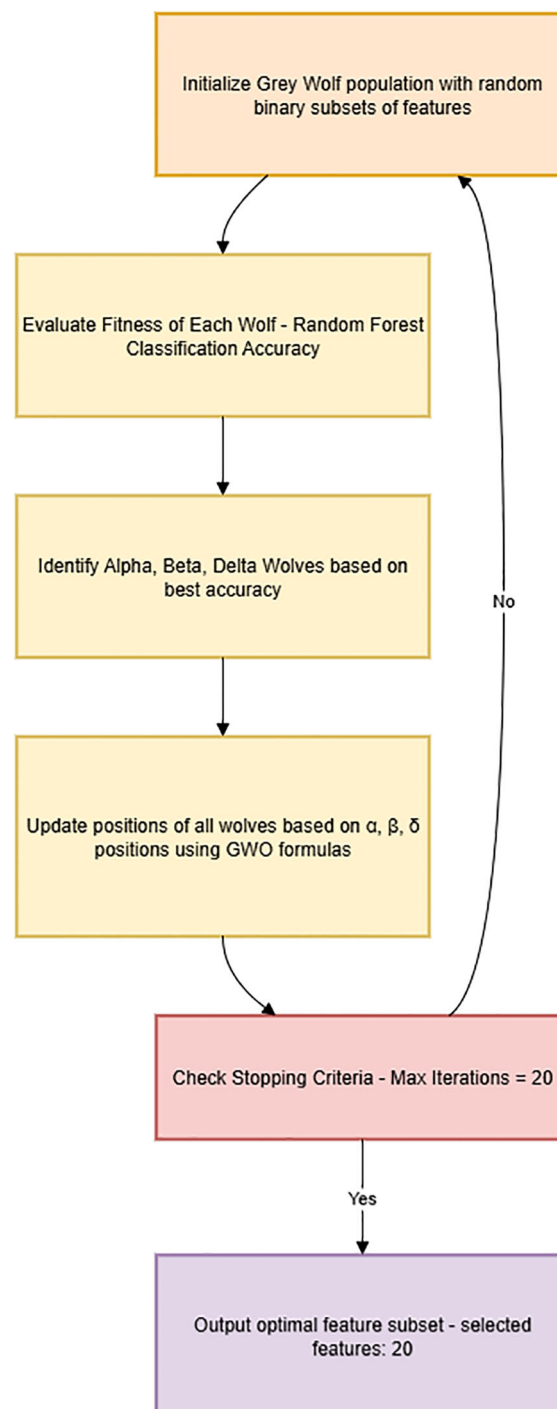 Initialize Grey Wolf population with random
binary subsets of features
Evaluate Fitness of Each Wolf - Random Forest
Classification Accuracy
Identify Alpha, Beta, Delta Wolves based on
best accuracy
No
Update positions of all wolves based on α, β, δ
positions using GWO formulas
Check Stopping Criteria - Max Iterations = 20
Yes
Output optimal feature subset - selected
features: 20